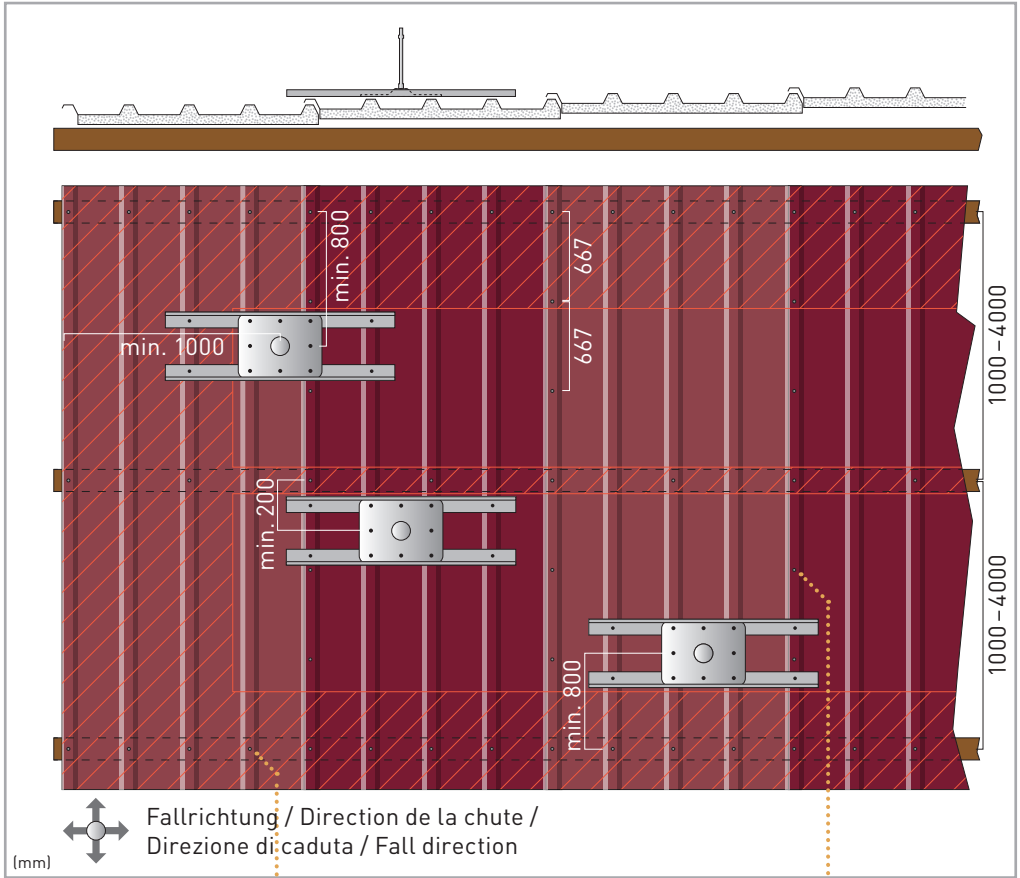 min. 800
667
min. 1000
667
1000 – 4000
min. 200
1000 – 4000
min. 800
Fallrichtung / Direction de la chute /
Direzione di caduta / Fall direction
(mm)